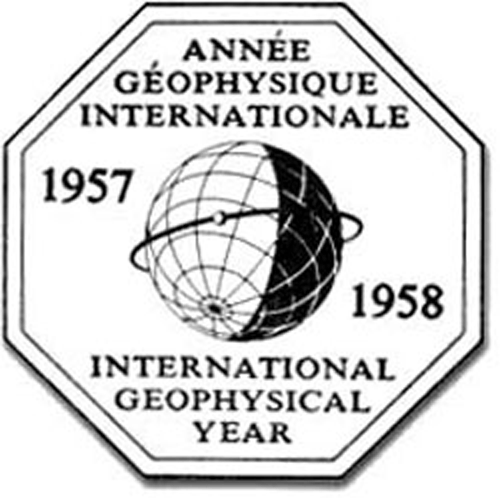 ANNÉE
GÉOPHYSIQUE
INTERNATIONALE
1957
1958
INTERNATIONAL
GEOPHYSICAL
YEAR